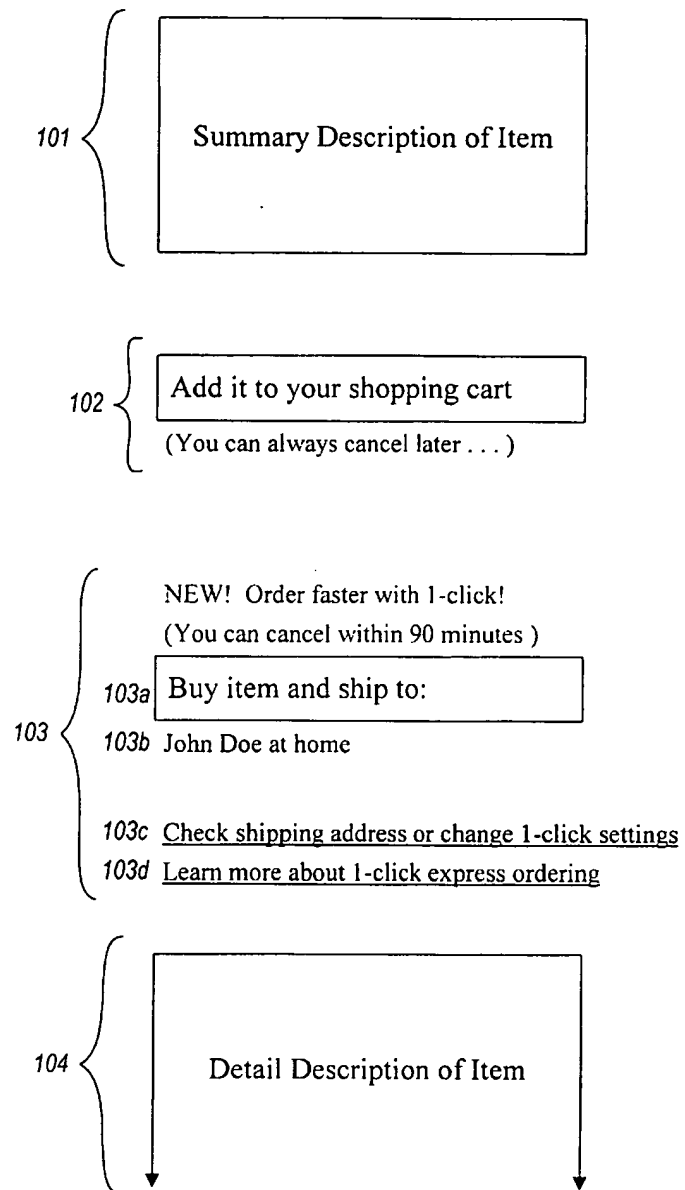 101
Summary Description of Item
102
Add it to your shopping cart
(You can always cancel later . . . )
103
NEW! Order faster with 1-click!
(You can cancel within 90 minutes )
103a Buy item and ship to:
103b John Doe at home
103c Check shipping address or change 1-click settings
103d Learn more about 1-click express ordering
104
Detail Description of Item